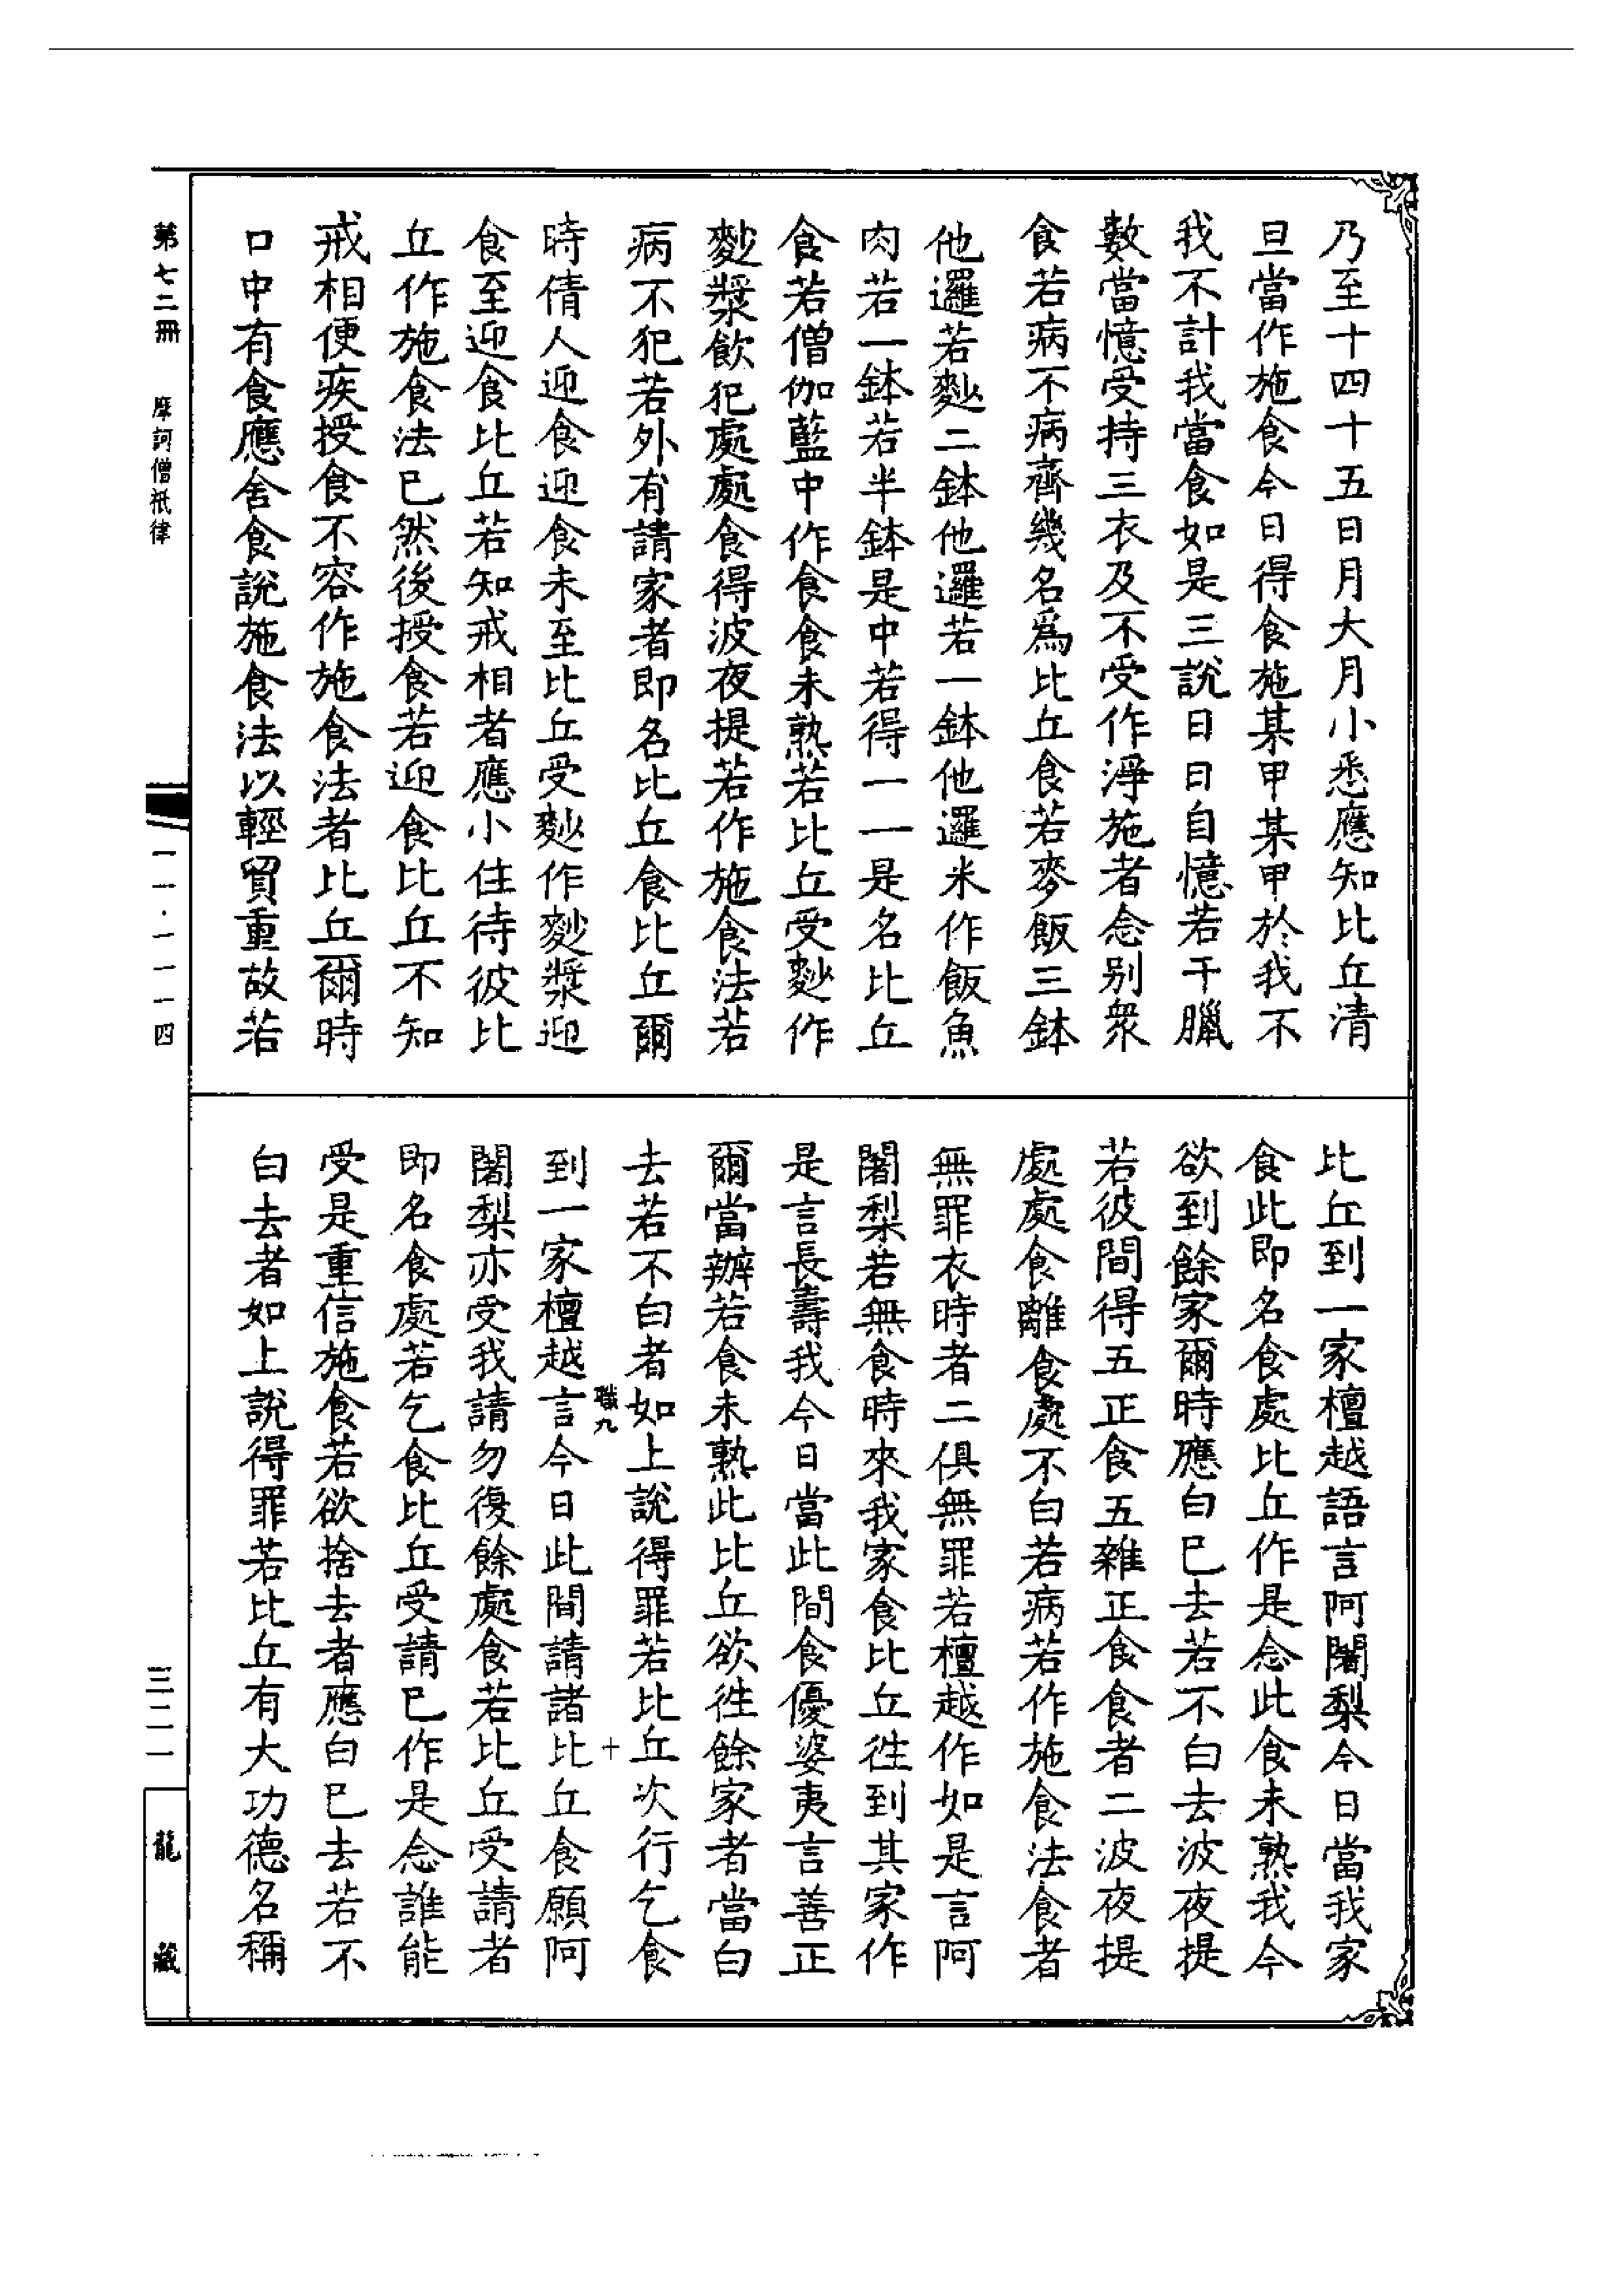 乃至十四十五日月大月小悉應知比丘清
旦當作施食今日得食施某甲某甲於我不
我不計我當食如是三說日日自憶若干臘
數當憶受持三衣及不受作淨施者念別衆
食若病不病齊幾名爲比丘食若麥飯三鉢
他邏若麨二鉢他邏若一鉢他邏米作飯魚
肉若一鉢若半鉢是中若得一一是名比丘
食若僧伽藍中作食食未熟若比丘受麨作
麨漿飲犯處處食得波夜提若作施食法若
病不犯若外有請家者即名比丘食比丘爾
時倩人迎食迎食未至比丘受麨作麨漿迎
食至迎食比丘若知戒相者應小住待彼比
丘作施食法已然後授食若迎食比丘不知
戒相便疾授食不容作施食法者比丘爾時
口中有食應舍食說施食法以輕貿重故若
比丘到一家檀越語言阿闍梨今日當我家
食此即名食處比丘作是念此食未熟我今
欲到餘家爾時應白已去若不白去波夜提
若彼間得五正食五雜正食食者二波夜提
處處食離食處不白若病若作施食法食者
無罪衣時者二俱無罪若檀越作如是言阿
闍梨若無食時來我家食比丘徃到其家作
是言長壽我今日當此間食優婆夷言善正
爾當辦若食未熟此比丘欲徃餘家者當白
去若不白者如上說得罪若比丘次行乞食
到一家檀越言今日此間請諸比丘食願阿
闍梨亦受我請勿復餘處食若比丘受請者
即名食處若乞食比丘受請已作是念誰能
受是重信施食若欲捨去者應白已去若不
白去者如上說得罪若比丘有大功德名稱
第七二冊 摩訶僧祇律
一一·一一一四
三二一
龍藏
九
十